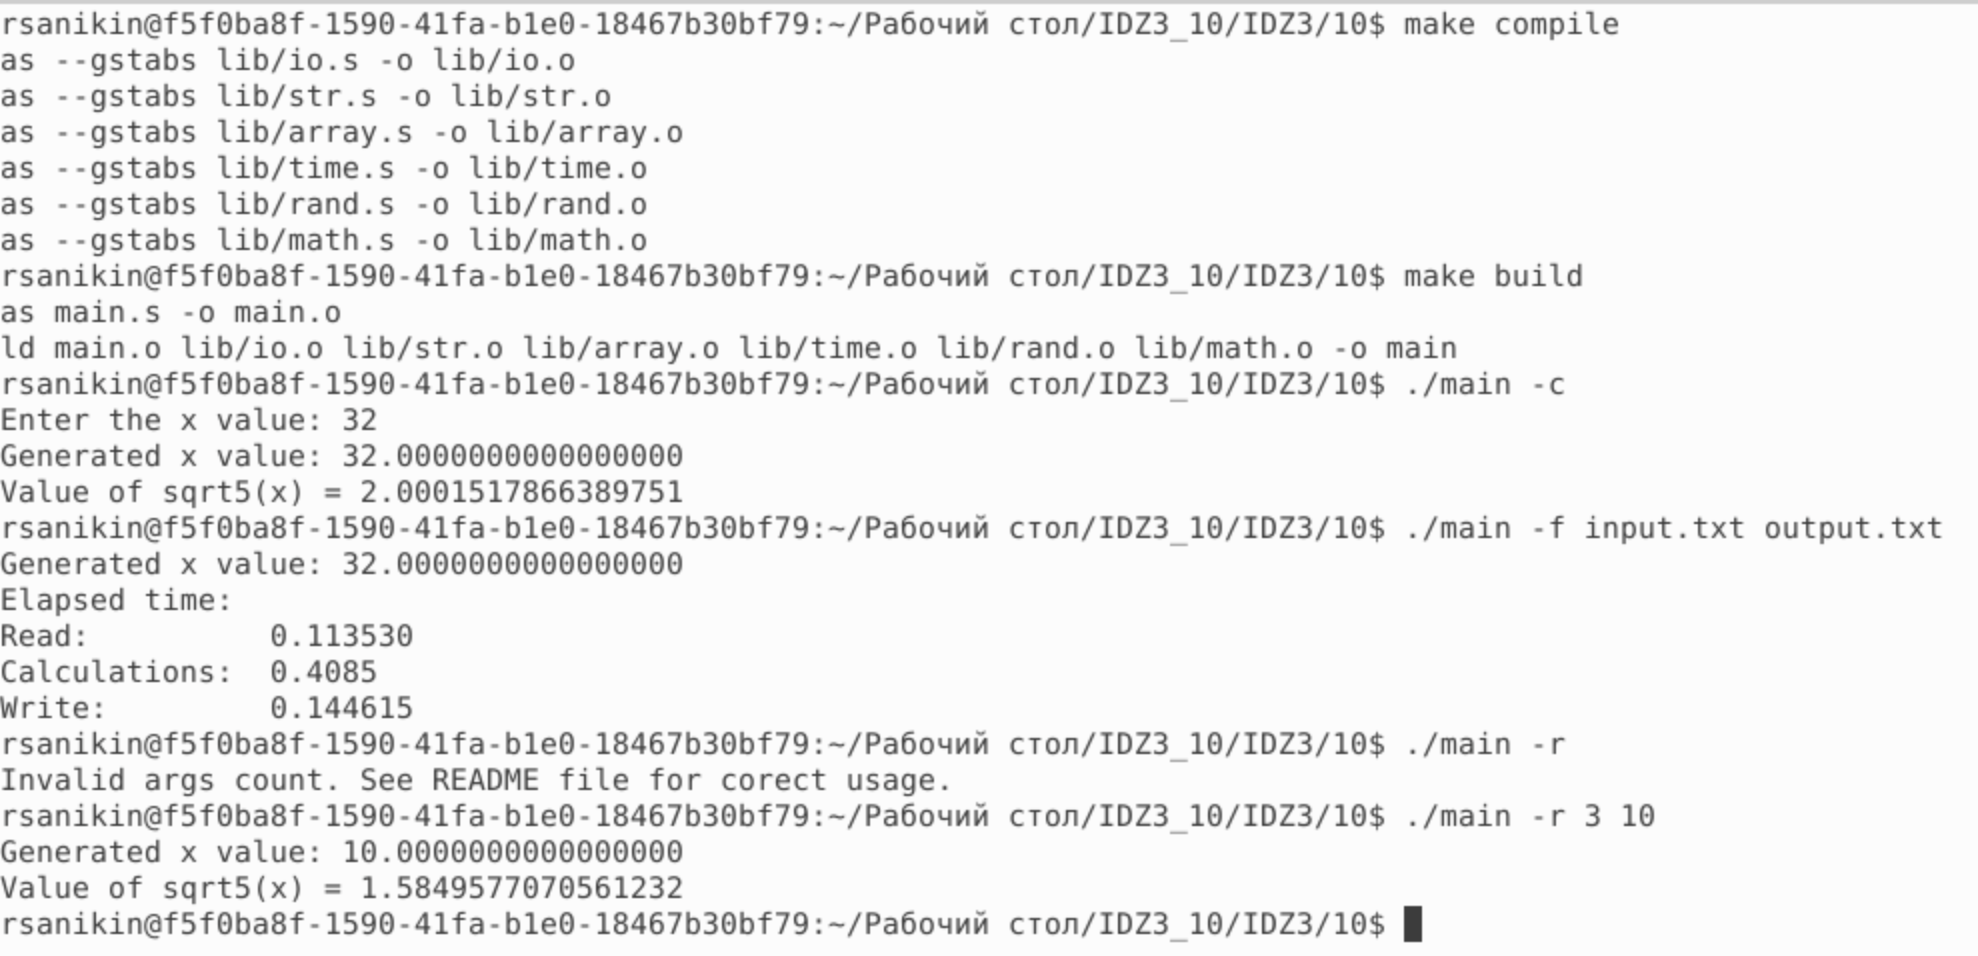 rsanikin@f5f0ba8f-1590-41fa-b1e0-18467b30bf79:~/Рабочий стол/IDZ3_10/IDZ3/10$ make compile
as --gstabs lib/io.s -o lib/io.o
as --gstabs lib/str.s -o lib/str.o
as --gstabs lib/array.s -o lib/array.o
as --gstabs lib/time.s -o lib/time.o
as --gstabs lib/rand.s -o lib/rand.o
as --gstabs lib/math.s -o lib/math.o
rsanikin@f5f0ba8f-1590-41fa-b1e0-18467b30bf79:~/Рабочий стол/IDZ3_10/IDZ3/10$ make build
as main.s -o main.o
ld main.o lib/io.o lib/str.o lib/array.o lib/time.o lib/rand.o lib/math.o -o main
rsanikin@f5f0ba8f-1590-41fa-b1e0-18467b30bf79:~/Рабочий стол/IDZ3_10/IDZ3/10$ ./main -c
Enter the x value: 32
Generated x value: 32.0000000000000000
Value of sqrt5(x) = 2.0001517866389751
rsanikin@f5f0ba8f-1590-41fa-b1e0-18467b30bf79:~/Рабочий стол/IDZ3_10/IDZ3/10$ ./main -f input.txt output.txt
Generated x value: 32.0000000000000000
Elapsed time:
Read:          0.113530
Calculations:  0.4085
Write:         0.144615
rsanikin@f5f0ba8f-1590-41fa-b1e0-18467b30bf79:~/Рабочий стол/IDZ3_10/IDZ3/10$ ./main -r
Invalid args count. See README file for corect usage.
rsanikin@f5f0ba8f-1590-41fa-b1e0-18467b30bf79:~/Рабочий стол/IDZ3_10/IDZ3/10$ ./main -r 3 10
Generated x value: 10.0000000000000000
Value of sqrt5(x) = 1.5849577070561232
rsanikin@f5f0ba8f-1590-41fa-b1e0-18467b30bf79:~/Рабочий стол/IDZ3_10/IDZ3/10$